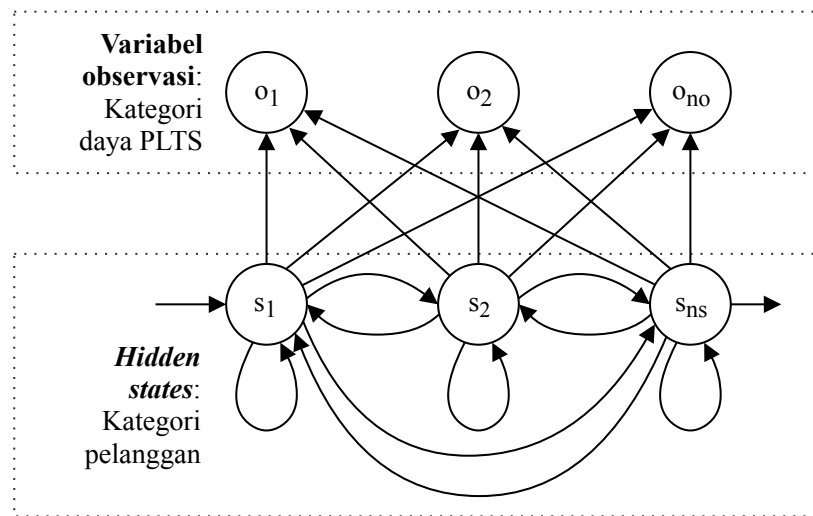 Variabel
observasi:
Kategori
daya PLTS
o1
o2
ono
s1
s2
sns
Hidden
states:
Kategori
pelanggan